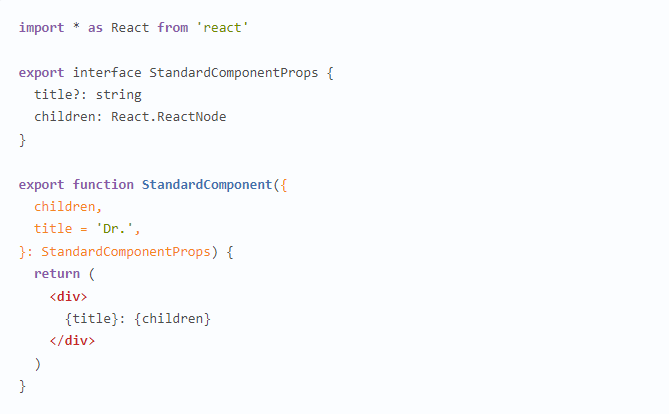 import * as React from 'react'
export interface StandardComponentProps {
title?: string
children: React.ReactNode
}
export function StandardComponent({
children,
title = 'Dr.',
}: StandardComponentProps) {
return (
<div>
{title}: {children}
</div>
)
}